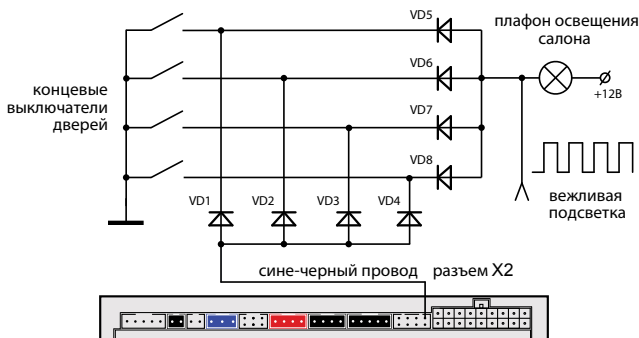 VD5
плафон освещения
салона
VD6
+12В
концевые
выключатели
дверей
VD7
VD8
VD1
VD2
VD3
VD4
вежливая
подсветка
сине-черный провод
разъем X2